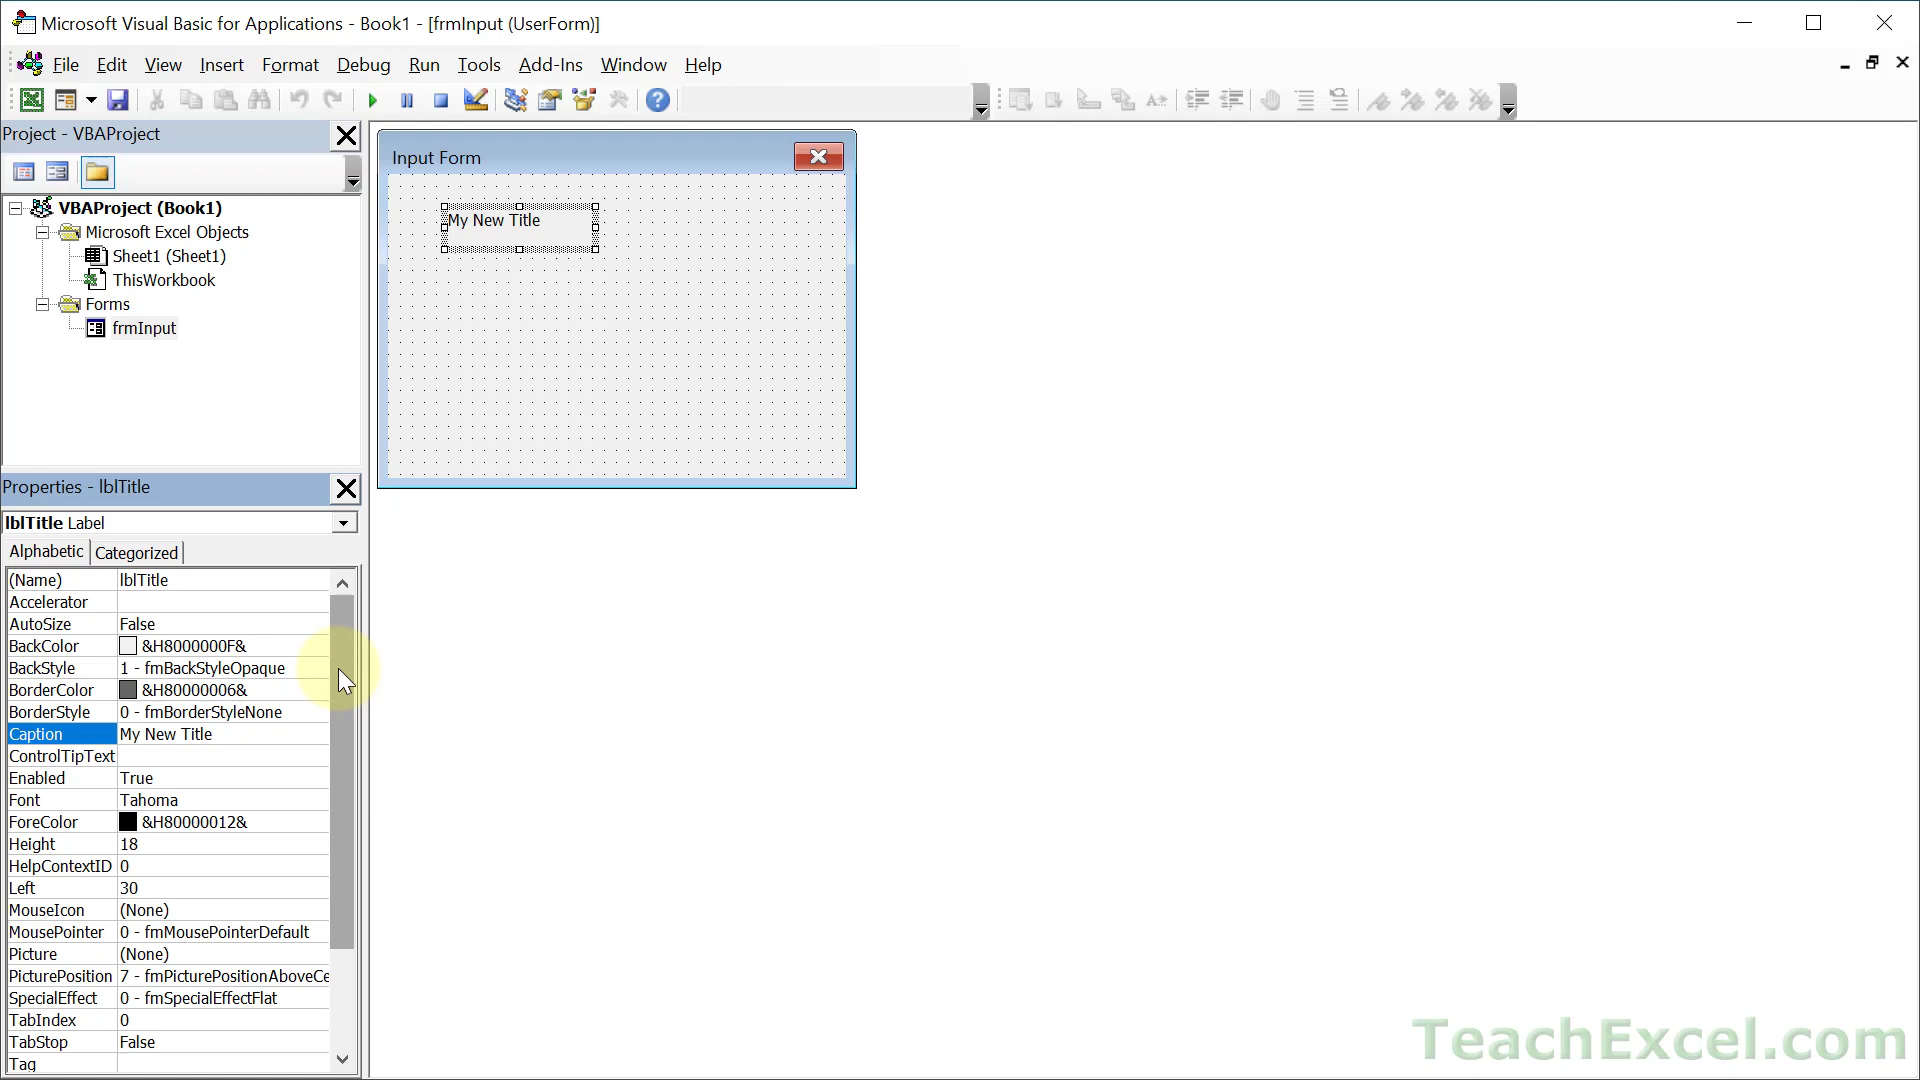 Microsoft Visual Basic for Applications - Book1 - [frmInput (UserForm)]
File Edit View Insert Format Debug Run Tools Add-Ins Window Help
Project - VBAProject
VBAProject (Book1)
Microsoft Excel Objects
Sheet1 (Sheet1)
ThisWorkbook
Forms
frmInput
Input Form
My New Title
Properties - lblTitle
lblTitle Label
Alphabetic Categorized
(Name) lblTitle
Accelerator
AutoSize False
BackColor &H8000000F&
BackStyle 1 - fmBackStyleOpaque
BorderColor &H80000006&
BorderStyle 0 - fmBorderStyleNone
Caption My New Title
ControlTipText
Enabled True
Font Tahoma
ForeColor &H80000012&
Height 18
HelpContextID 0
Left 30
MouseIcon (None)
MousePointer 0 - fmMousePointerDefault
Picture (None)
PicturePosition 7 - fmPicturePositionAboveCe
SpecialEffect 0 - fmSpecialEffectFlat
TabIndex 0
TabStop False
Tag
TeachExcel.com